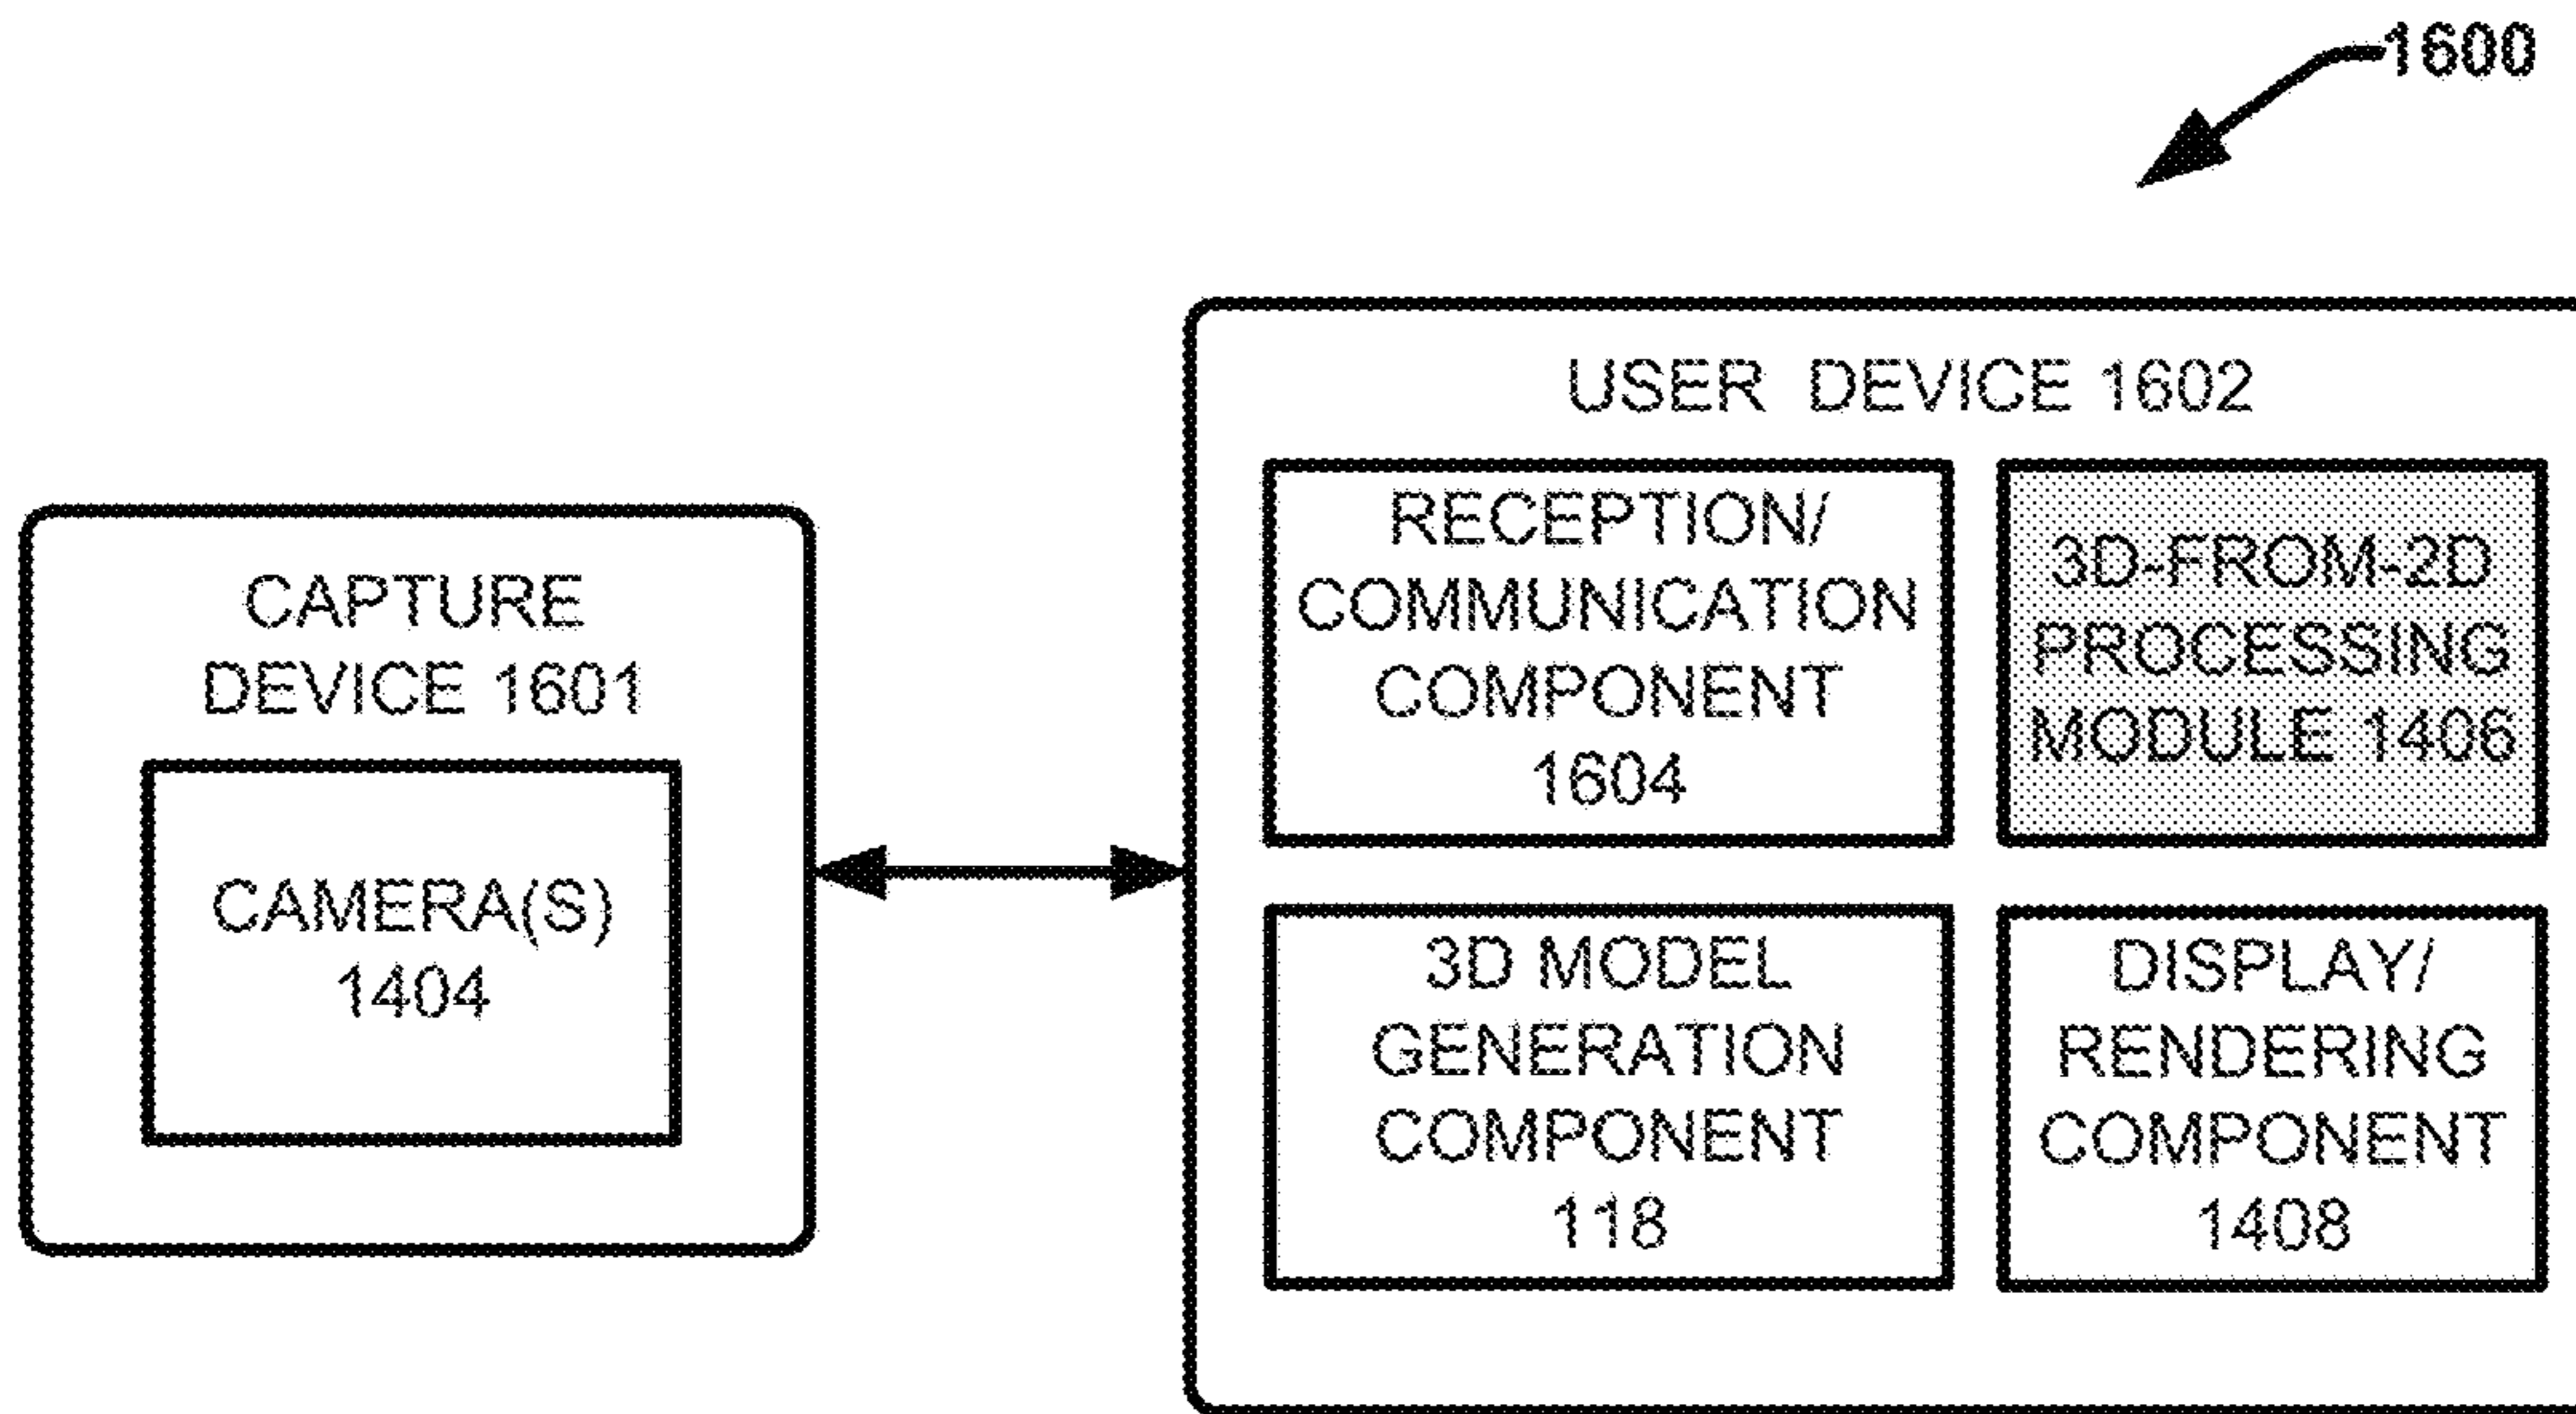 1600
USER DEVICE 1602
RECEPTION/
COMMUNICATION
COMPONENT
1604
3D-FROM-2D
PROCESSING
MODULE 1406
CAPTURE
DEVICE 1601
CAMERA(S)
1404
3D MODEL
GENERATION
COMPONENT
118
DISPLAY/
RENDERING
COMPONENT
1408